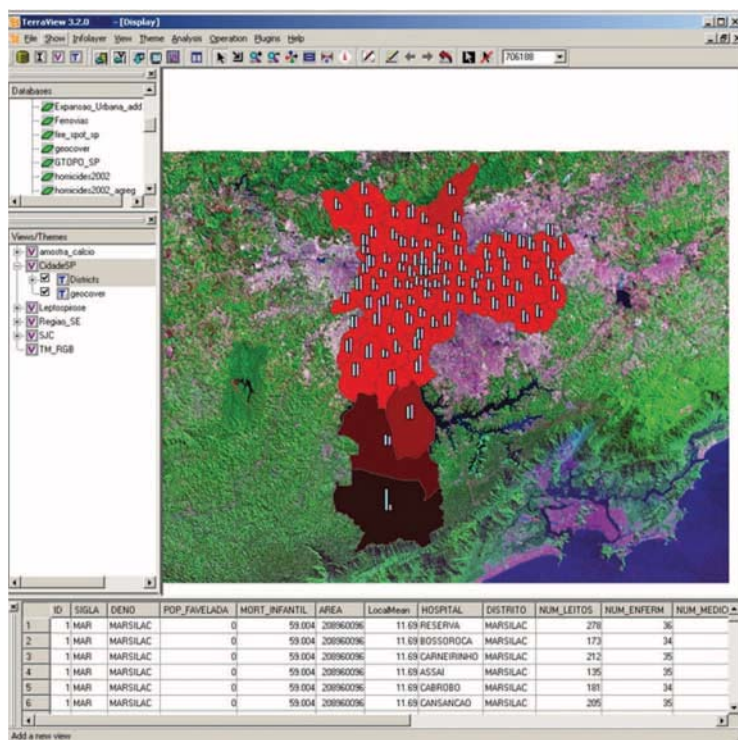 TerraView 3.2.0 - [Display]
File Show Infolayer View Theme Analysis Operation Plugins Help
706188
Databases
Expansao_Urbana_add
Ferrovias
fire_spot_sp
geocover
GTOPO_SP
homicides2002
homicides2002_agreg
Views/Themes
amostra_calcio
CidadeSP
Districts
geocover
Leptospirose
Regiao_SE
SJC
TM_RGB
ID SIGLA DENO POP_FAVELADA MORT_INFANTIL AREA LocalMean HOSPITAL DISTRITO NUM_LEITOS NUM_ENFERM NUM_MEDIC
1 1 MAR MARSILAC 0 59.004 208960096 11.69 RESERVA MARSILAC 278 36
2 1 MAR MARSILAC 0 59.004 208960096 11.69 BOSSOROCA MARSILAC 173 34
3 1 MAR MARSILAC 0 59.004 208960096 11.69 CARNEIRINHO MARSILAC 212 35
4 1 MAR MARSILAC 0 59.004 208960096 11.69 ASSAI MARSILAC 135 35
5 1 MAR MARSILAC 0 59.004 208960096 11.69 CABROBO MARSILAC 181 34
6 1 MAR MARSILAC 0 59.004 208960096 11.69 CANSANCAO MARSILAC 205 35
Add a new view